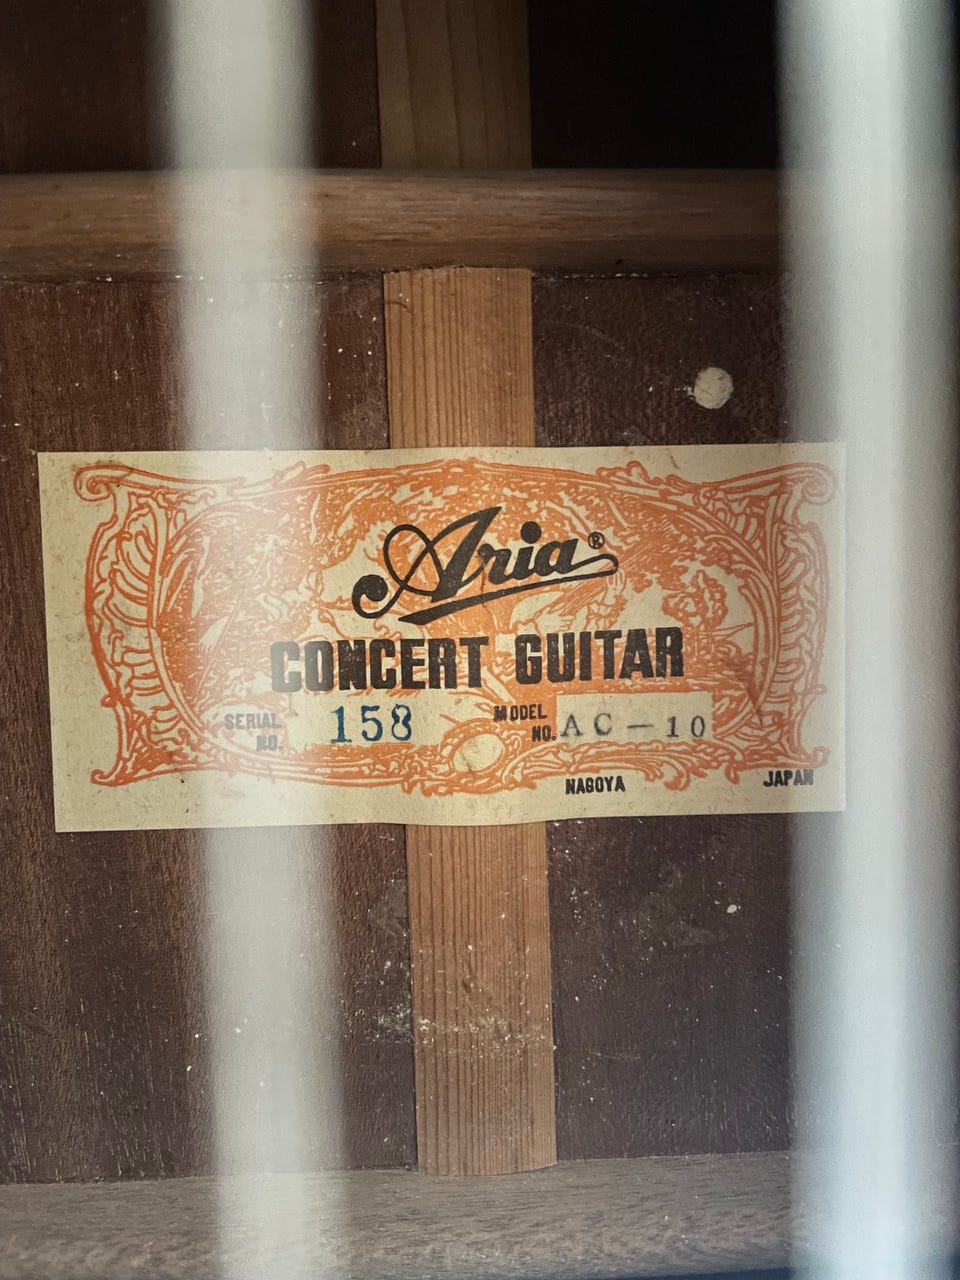 Aria®
CONCERT GUITAR
SERIAL NO. 158 MODEL NO. AC-10
NAGOYA JAPAN